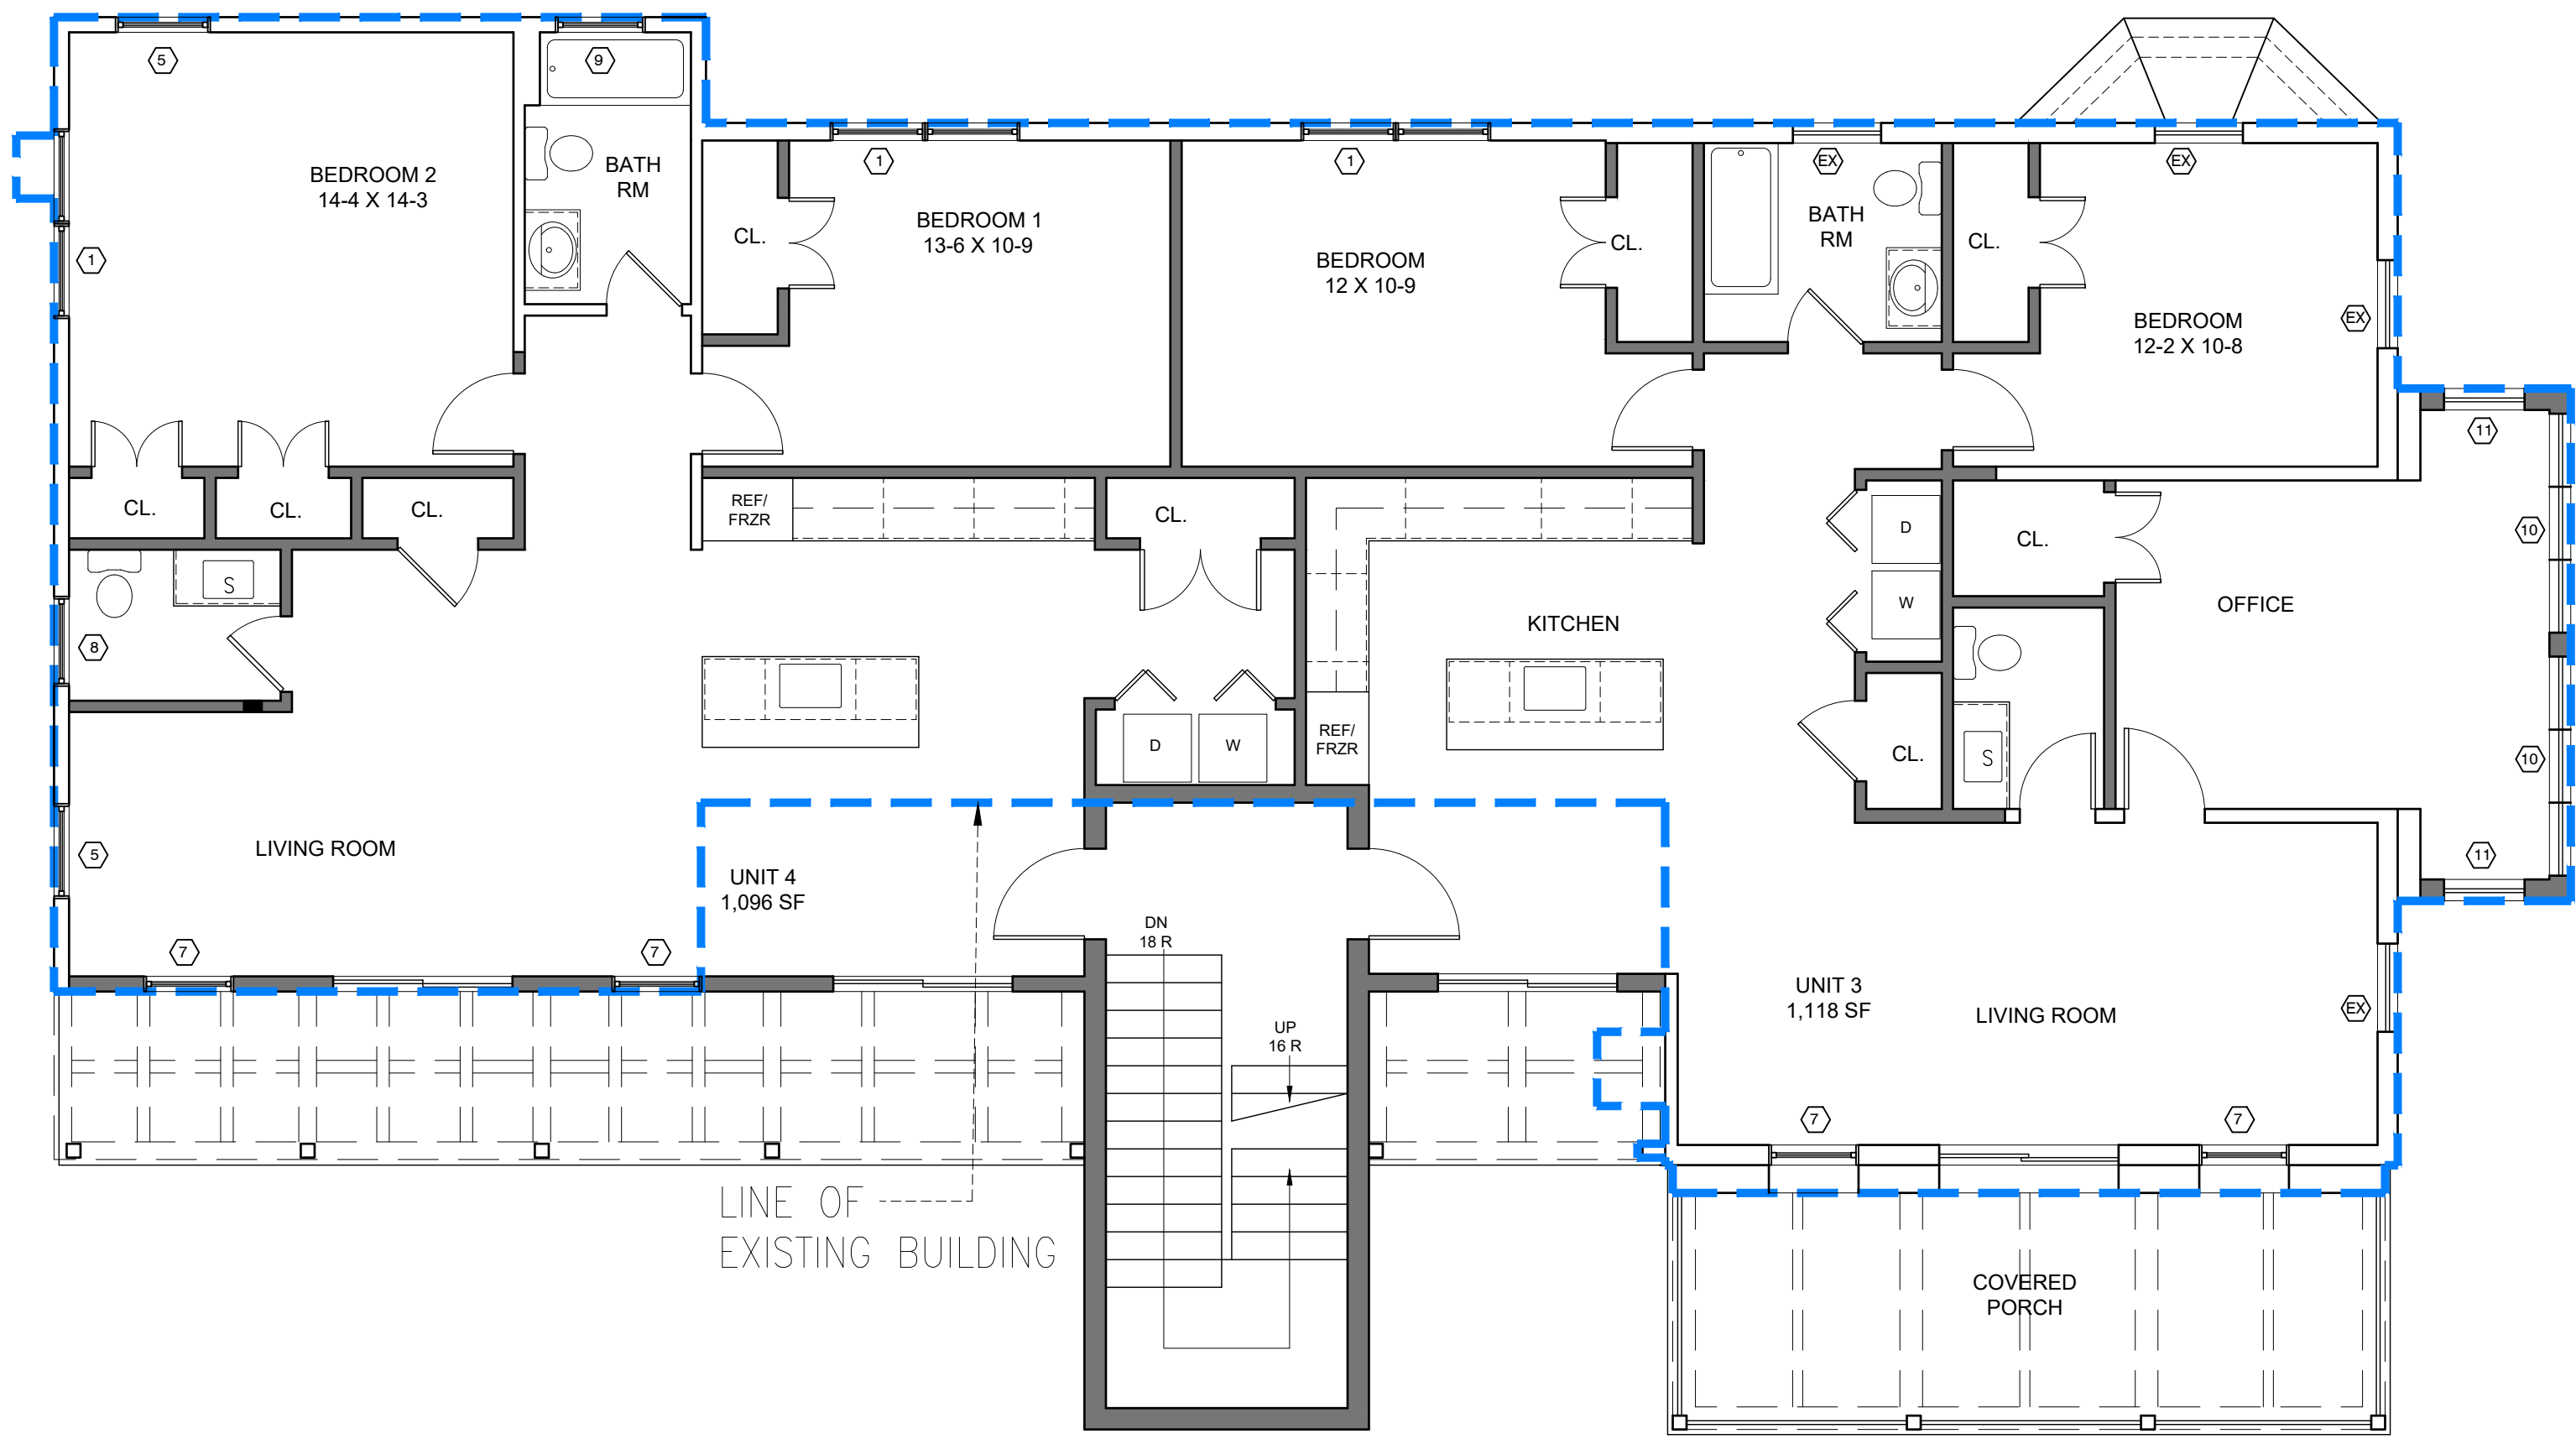 5
9
BEDROOM 2
14-4 X 14-3
BATH
RM
1
CL.
1
BEDROOM 1
13-6 X 10-9
1
BEDROOM
12 X 10-9
CL.
EX
BATH
RM
EX
CL.
BEDROOM
12-2 X 10-8
EX
11
CL.
CL.
CL.
REF/
FRZR
CL.
D
W
CL.
10
OFFICE
S
8
KITCHEN
D
W
REF/
FRZR
CL.
S
10
LIVING ROOM
5
UNIT 4
1,096 SF
11
7
7
DN
18 R
UP
16 R
UNIT 3
1,118 SF
LIVING ROOM
EX
7
7
LINE OF
EXISTING BUILDING
COVERED
PORCH